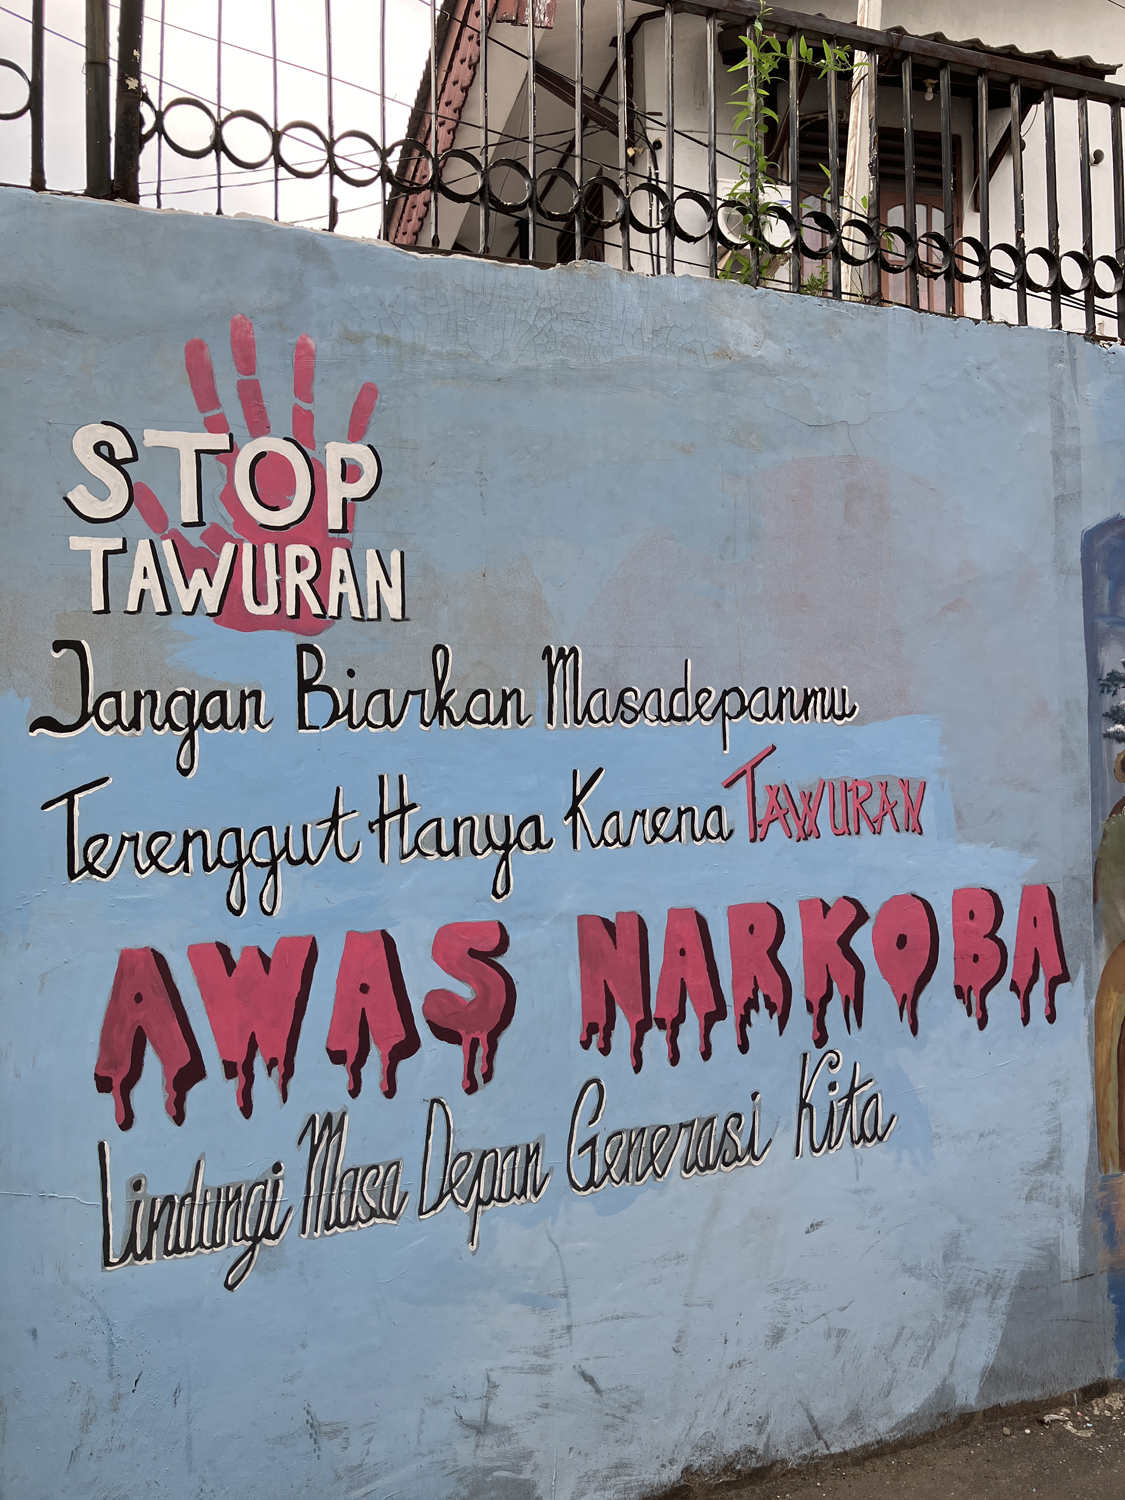 STOP
TAWURAN
Jangan Biarkan Masadepanmu
Terenggut Hanya Karena TAWURAN
AWAS NARKOBA
Lindungi Masa Depan Generasi Kita